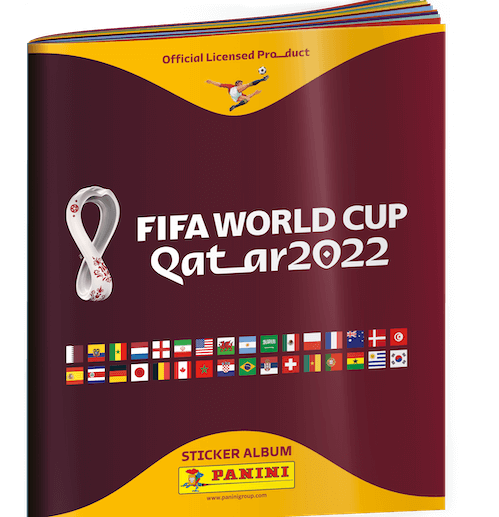 Official Licensed Product
FIFA WORLD CUP
Qatar2022
STICKER ALBUM
PANINI
www.paninigroup.com